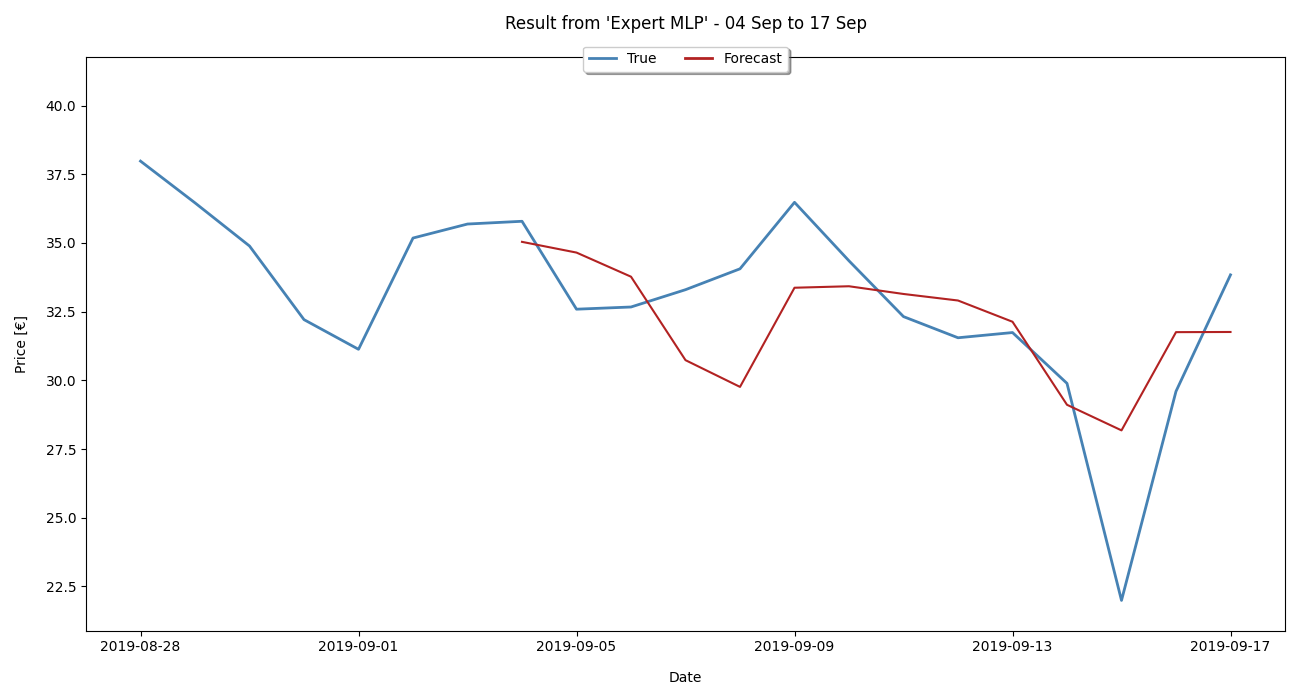 Result from 'Expert MLP' - 04 Sep to 17 Sep
True Forecast
40.0
37.5
35.0
32.5
30.0
27.5
25.0
22.5
Price [€]
2019-08-28 2019-09-01 2019-09-05 2019-09-09 2019-09-13 2019-09-17
Date